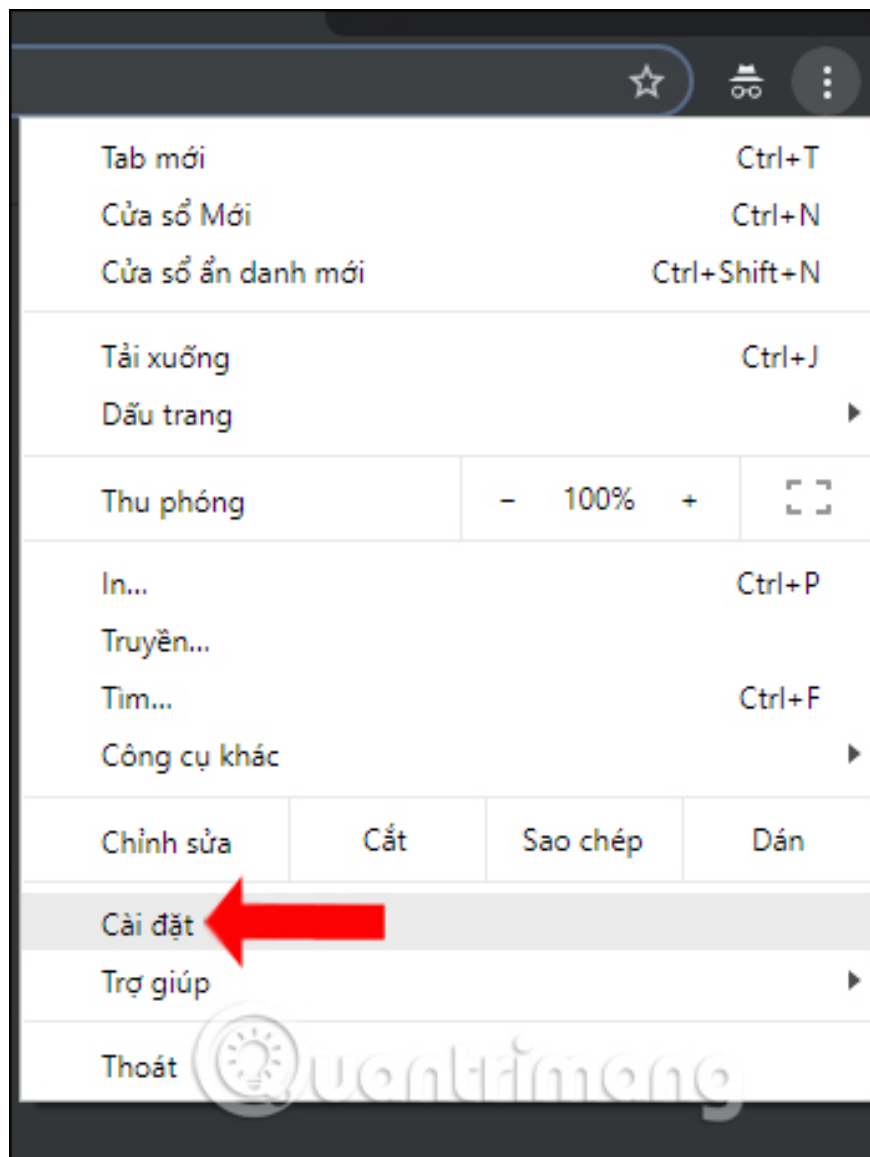 Tab mới Ctrl+T
Cửa sổ Mới Ctrl+N
Cửa sổ ẩn danh mới Ctrl+Shift+N
Tải xuống Ctrl+J
Dấu trang
Thu phóng - 100% +
In... Ctrl+P
Truyền...
Tìm... Ctrl+F
Công cụ khác
Chỉnh sửa Cắt Sao chép Dán
Cài đặt
Trợ giúp
Thoát
Quantrimang